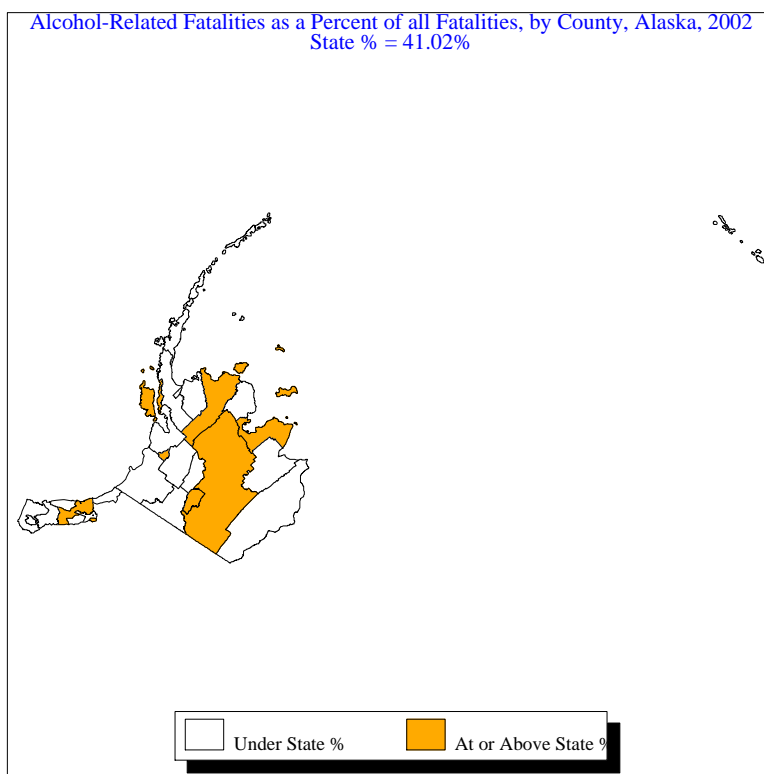 Alcohol-Related Fatalities as a Percent of all Fatalities, by County, Alaska, 2002
State % = 41.02%
Under State %
At or Above State %